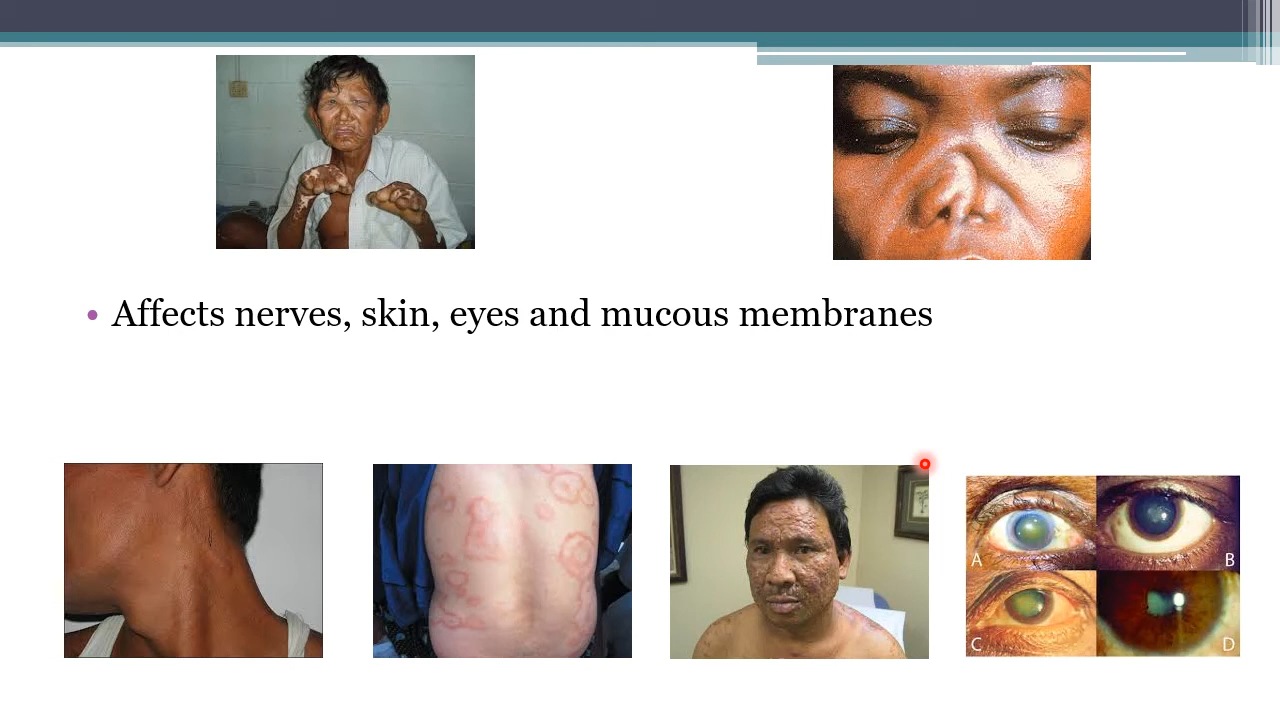 • Affects nerves, skin, eyes and mucous membranes
A
B
C
D